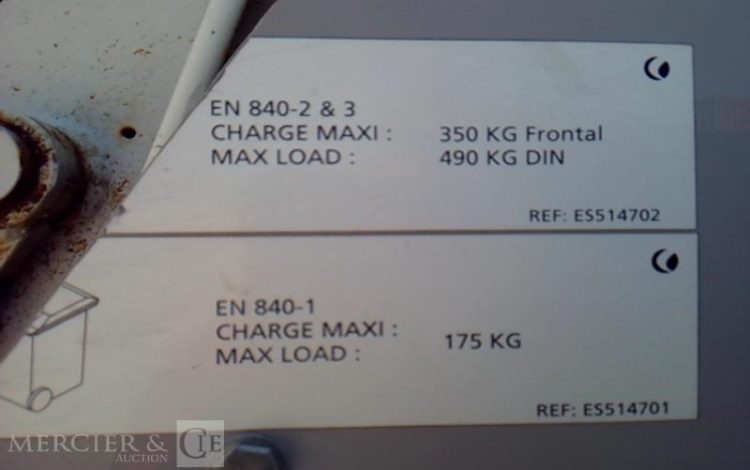 EN 840-2 & 3
CHARGE MAXI : 350 KG Frontal
MAX LOAD : 490 KG DIN
REF: ES514702
EN 840-1
CHARGE MAXI :
MAX LOAD : 175 KG
REF: ES514701
MERCIER & CIE
AUCTION